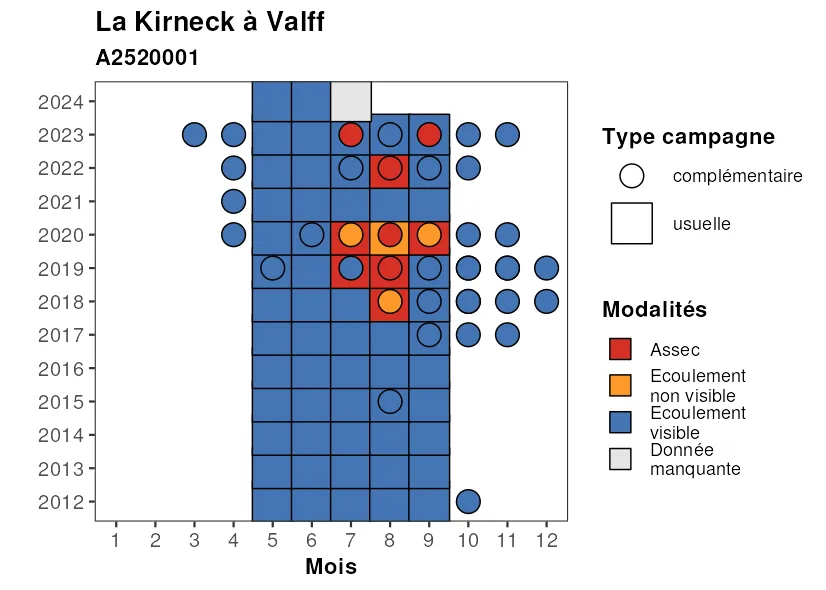 La Kirneck à Valff
A2520001
2024
2023
2022
2021
2020
2019
2018
2017
2016
2015
2014
2013
2012
1 2 3 4 5 6 7 8 9 10 11 12
Mois
Type campagne
complémentaire
usuelle
Modalités
Assec
Ecoulement
non visible
Ecoulement
visible
Donnée
manquante